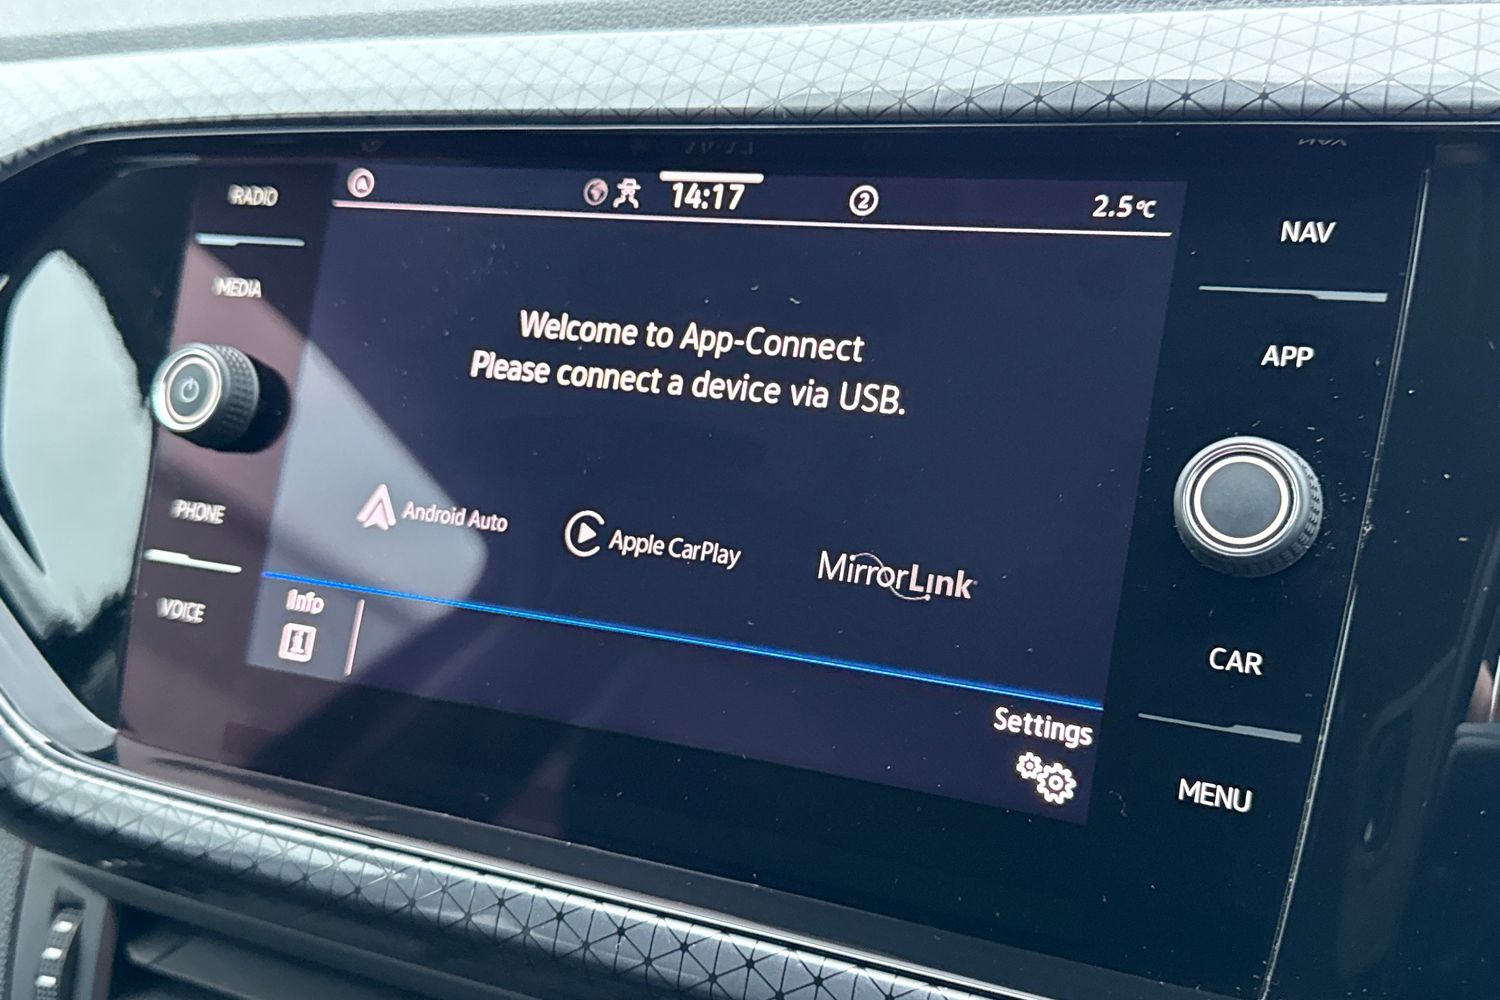 RADIO
MEDIA
PHONE
VOICE
14:17
2
2.5°C
Welcome to App-Connect
Please connect a device via USB.
Android Auto
Apple CarPlay
MirrorLink
Info
i
Settings
NAV
APP
CAR
MENU